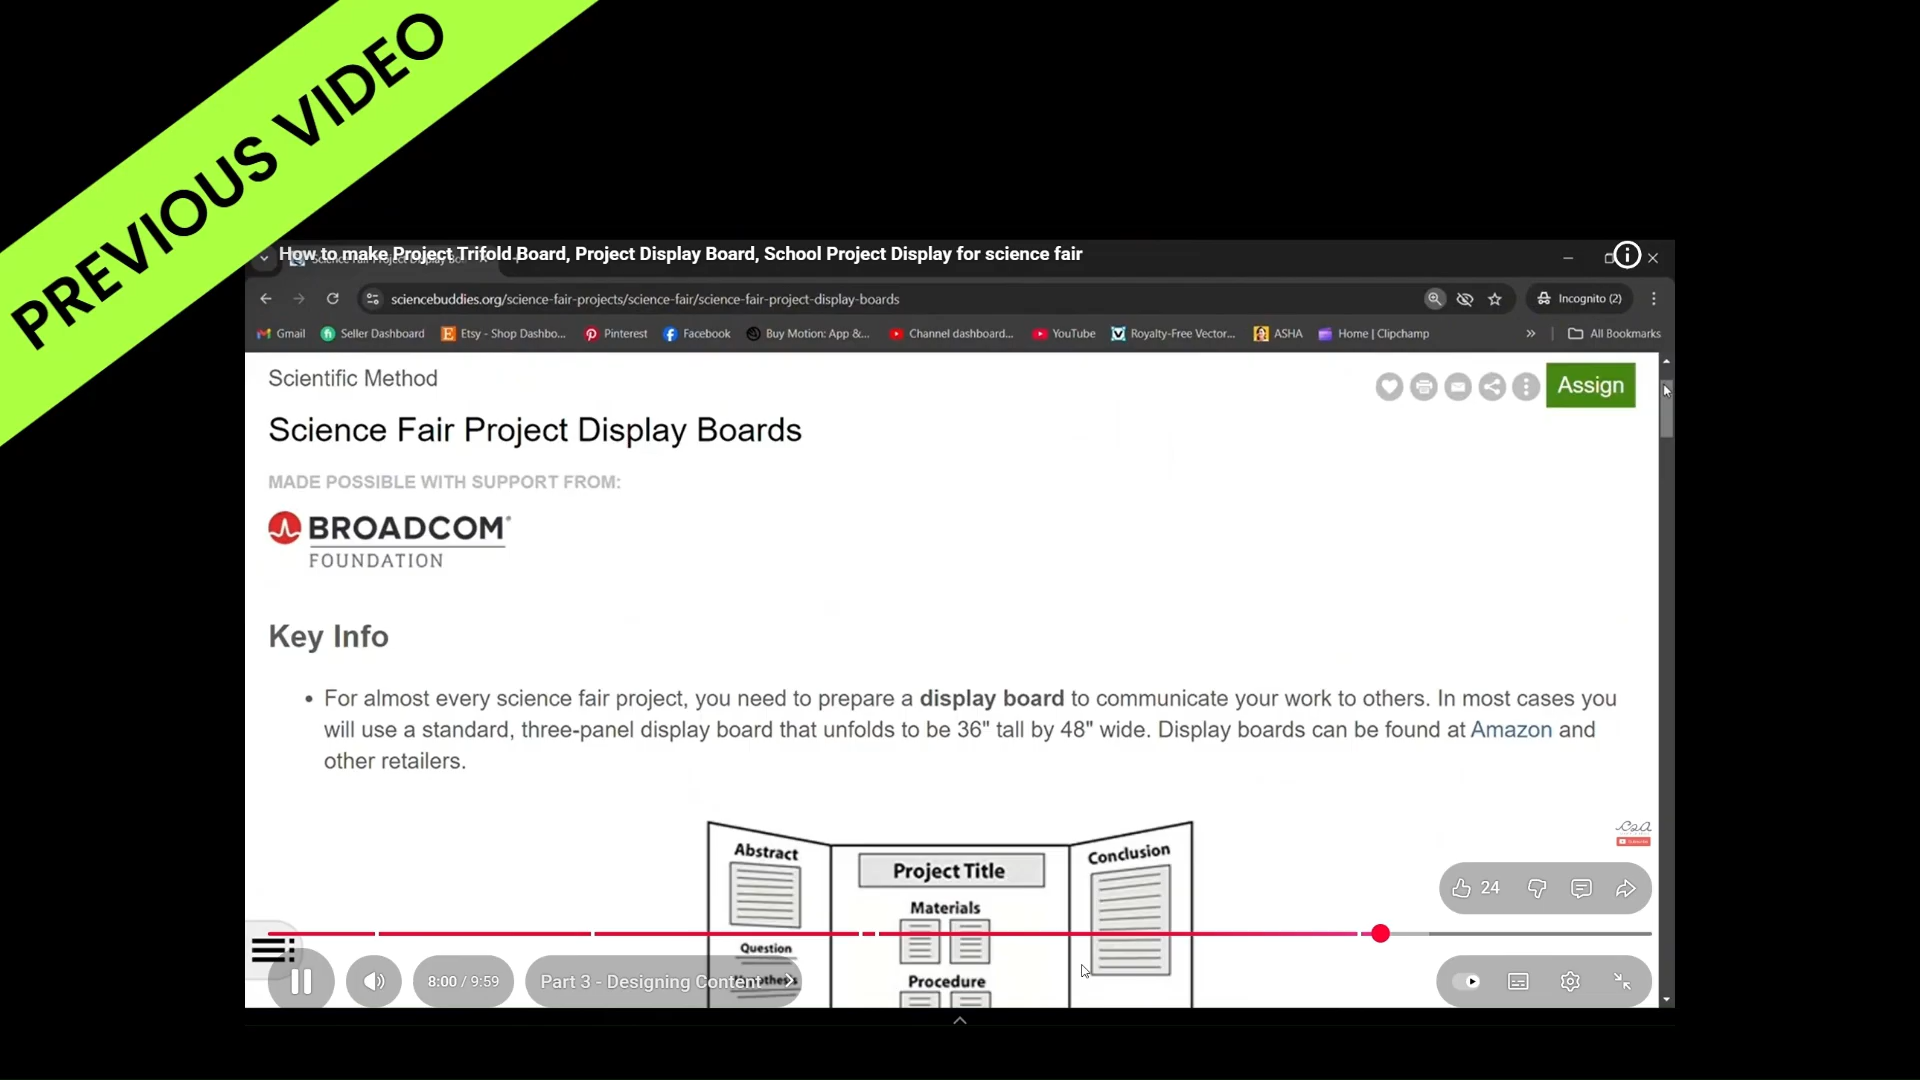 PREVIOUS VIDEO
How to make Project Trifold Board, Project Display Board, School Project Display for science fair
sciencebuddies.org/science-fair-projects/science-fair/science-fair-project-display-boards
Incognito (2)
Gmail
Seller Dashboard
Etsy - Shop Dashbo...
Pinterest
Facebook
Buy Motion: App &...
Channel dashboard...
YouTube
Royalty-Free Vector...
ASHA
Home | Clipchamp
»
All Bookmarks
Scientific Method
Assign
Science Fair Project Display Boards
MADE POSSIBLE WITH SUPPORT FROM:
BROADCOM®
FOUNDATION
Key Info
• For almost every science fair project, you need to prepare a display board to communicate your work to others. In most cases you
will use a standard, three-panel display board that unfolds to be 36" tall by 48" wide. Display boards can be found at Amazon and
other retailers.
Abstract
Project Title
Conclusion
Materials
Question
Procedure
24
8:00 / 9:59
Part 3 - Designing Content